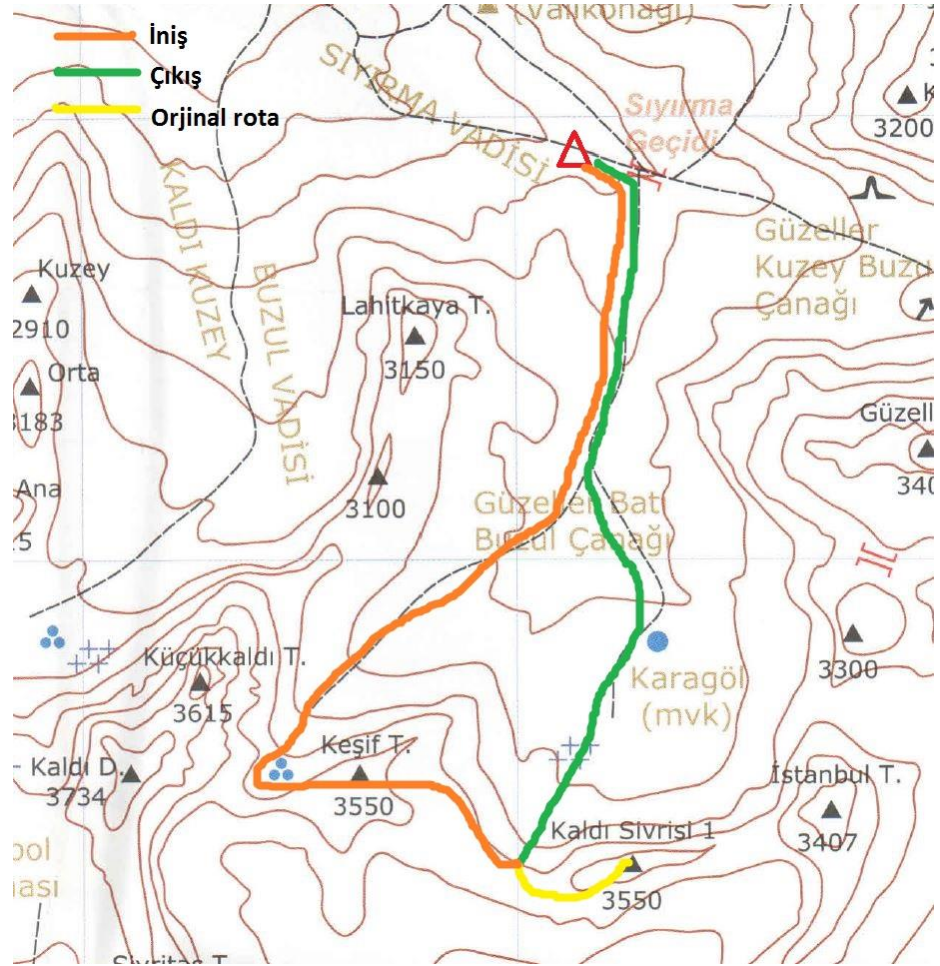 (Valikonağı)
İniş
Çıkış
Orjinal rota
SIYIRMA VADİSİ
Sıyırma
Geçidi
3200
KALDI KUZEY
BUZUL VADİSİ
Güzeller
Kuzey Buzu
Çanağı
Kuzey
2910
Lahitkaya T.
3150
Orta
3183
Güzell
340
Ana
3100
Güzeller Batı
Buzul Çanağı
Küçükkaldı T.
3615
3300
Karagöl
(mvk)
Keşif T.
3550
Kaldı D.
3734
İstanbul T.
3407
Kaldı Sivrisi 1
3550